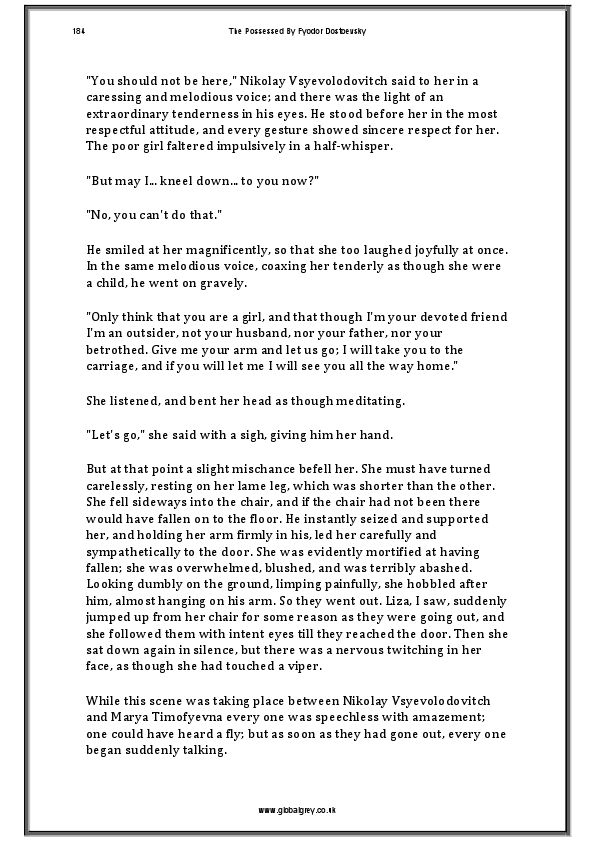 184
The Possessed By Fyodor Dostoevsky
"You should not be here," Nikolay Vsyevolodovitch said to her in a
caressing and melodious voice; and there was the light of an
extraordinary tenderness in his eyes. He stood before her in the most
respectful attitude, and every gesture showed sincere respect for her.
The poor girl faltered impulsively in a half-whisper.
"But may I... kneel down... to you now?"
"No, you can't do that."
He smiled at her magnificently, so that she too laughed joyfully at once.
In the same melodious voice, coaxing her tenderly as though she were
a child, he went on gravely.
"Only think that you are a girl, and that though I'm your devoted friend
I'm an outsider, not your husband, nor your father, nor your
betrothed. Give me your arm and let us go; I will take you to the
carriage, and if you will let me I will see you all the way home."
She listened, and bent her head as though meditating.
"Let's go," she said with a sigh, giving him her hand.
But at that point a slight mischance befell her. She must have turned
carelessly, resting on her lame leg, which was shorter than the other.
She fell sideways into the chair, and if the chair had not been there
would have fallen on to the floor. He instantly seized and supported
her, and holding her arm firmly in his, led her carefully and
sympathetically to the door. She was evidently mortified at having
fallen; she was overwhelmed, blushed, and was terribly abashed.
Looking dumbly on the ground, limping painfully, she hobbled after
him, almost hanging on his arm. So they went out. Liza, I saw, suddenly
jumped up from her chair for some reason as they were going out, and
she followed them with intent eyes till they reached the door. Then she
sat down again in silence, but there was a nervous twitching in her
face, as though she had touched a viper.
While this scene was taking place between Nikolay Vsyevolodovitch
and Marya Timofyevna every one was speechless with amazement;
one could have heard a fly; but as soon as they had gone out, every one
began suddenly talking.
www.globalgrey.co.uk